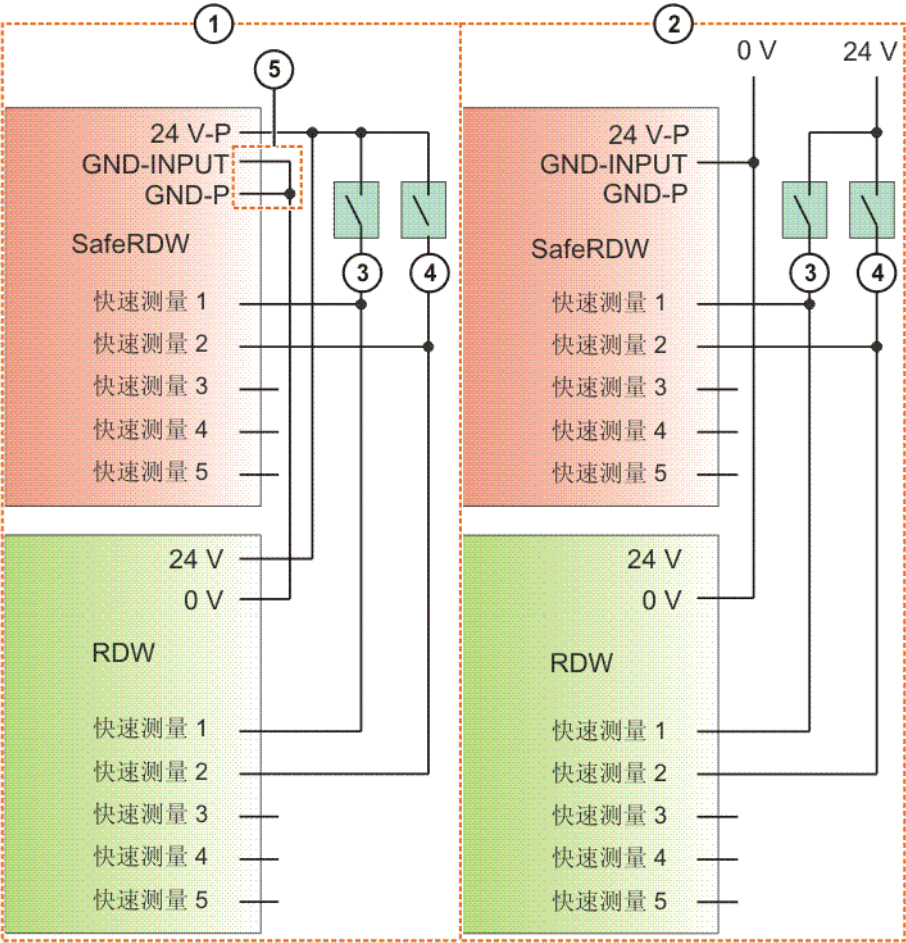 1
5
24 V-P
GND-INPUT
GND-P
SafeRDW
3
4
快速测量 1
快速测量 2
快速测量 3
快速测量 4
快速测量 5
24 V
0 V
RDW
快速测量 1
快速测量 2
快速测量 3
快速测量 4
快速测量 5
2
0 V
24 V
24 V-P
GND-INPUT
GND-P
SafeRDW
3
4
快速测量 1
快速测量 2
快速测量 3
快速测量 4
快速测量 5
24 V
0 V
RDW
快速测量 1
快速测量 2
快速测量 3
快速测量 4
快速测量 5